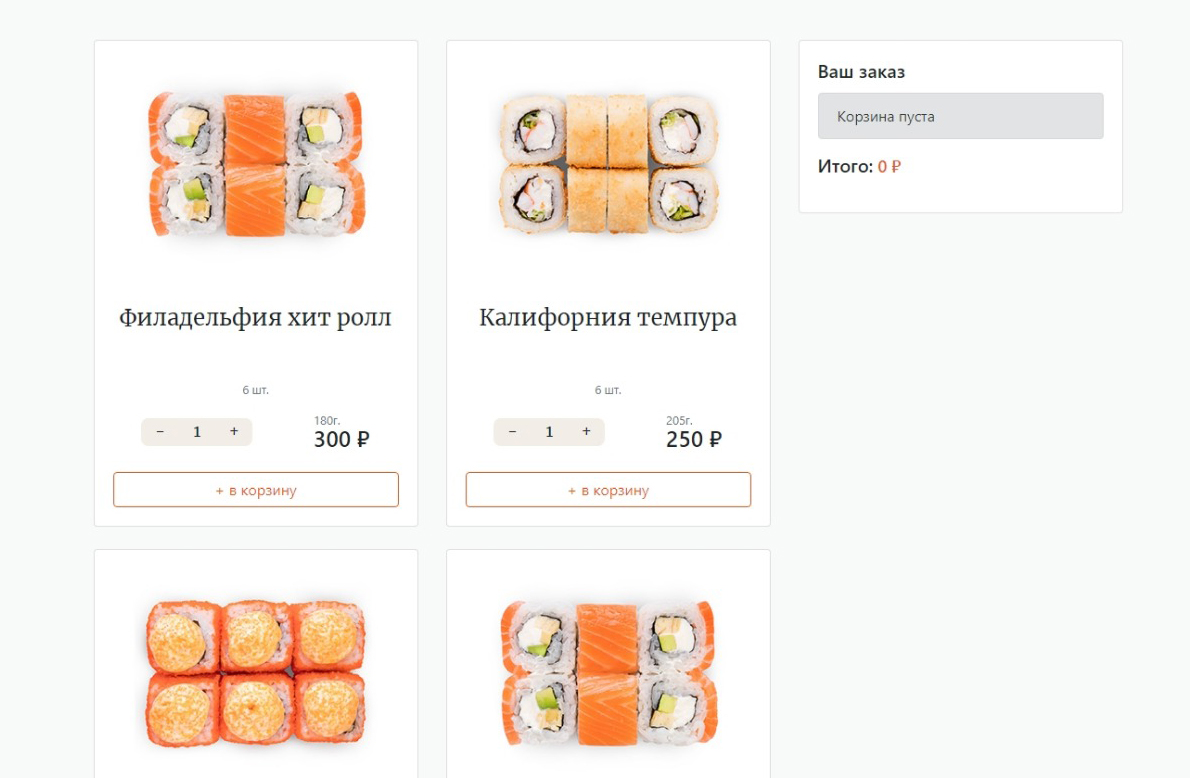 Филадельфия хит ролл
6 шт.
− 1 +
180г.
300 ₽
+ в корзину
Калифорния темпура
6 шт.
− 1 +
205г.
250 ₽
+ в корзину
Ваш заказ
Корзина пуста
Итого: 0 ₽